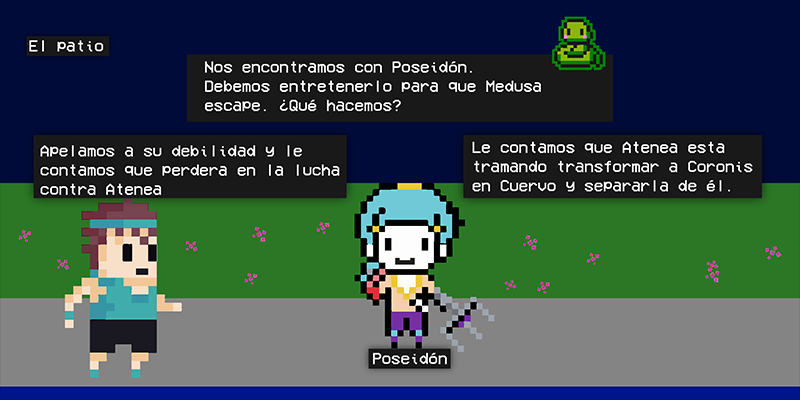 El patio
Nos encontramos con Poseidón.
Debemos entretenerlo para que Medusa
escape. ¿Qué hacemos?
Apelamos a su debilidad y le
contamos que perdera en la lucha
contra Atenea
Le contamos que Atenea esta
tramando transformar a Coronis
en Cuervo y separarla de él.
Poseidón